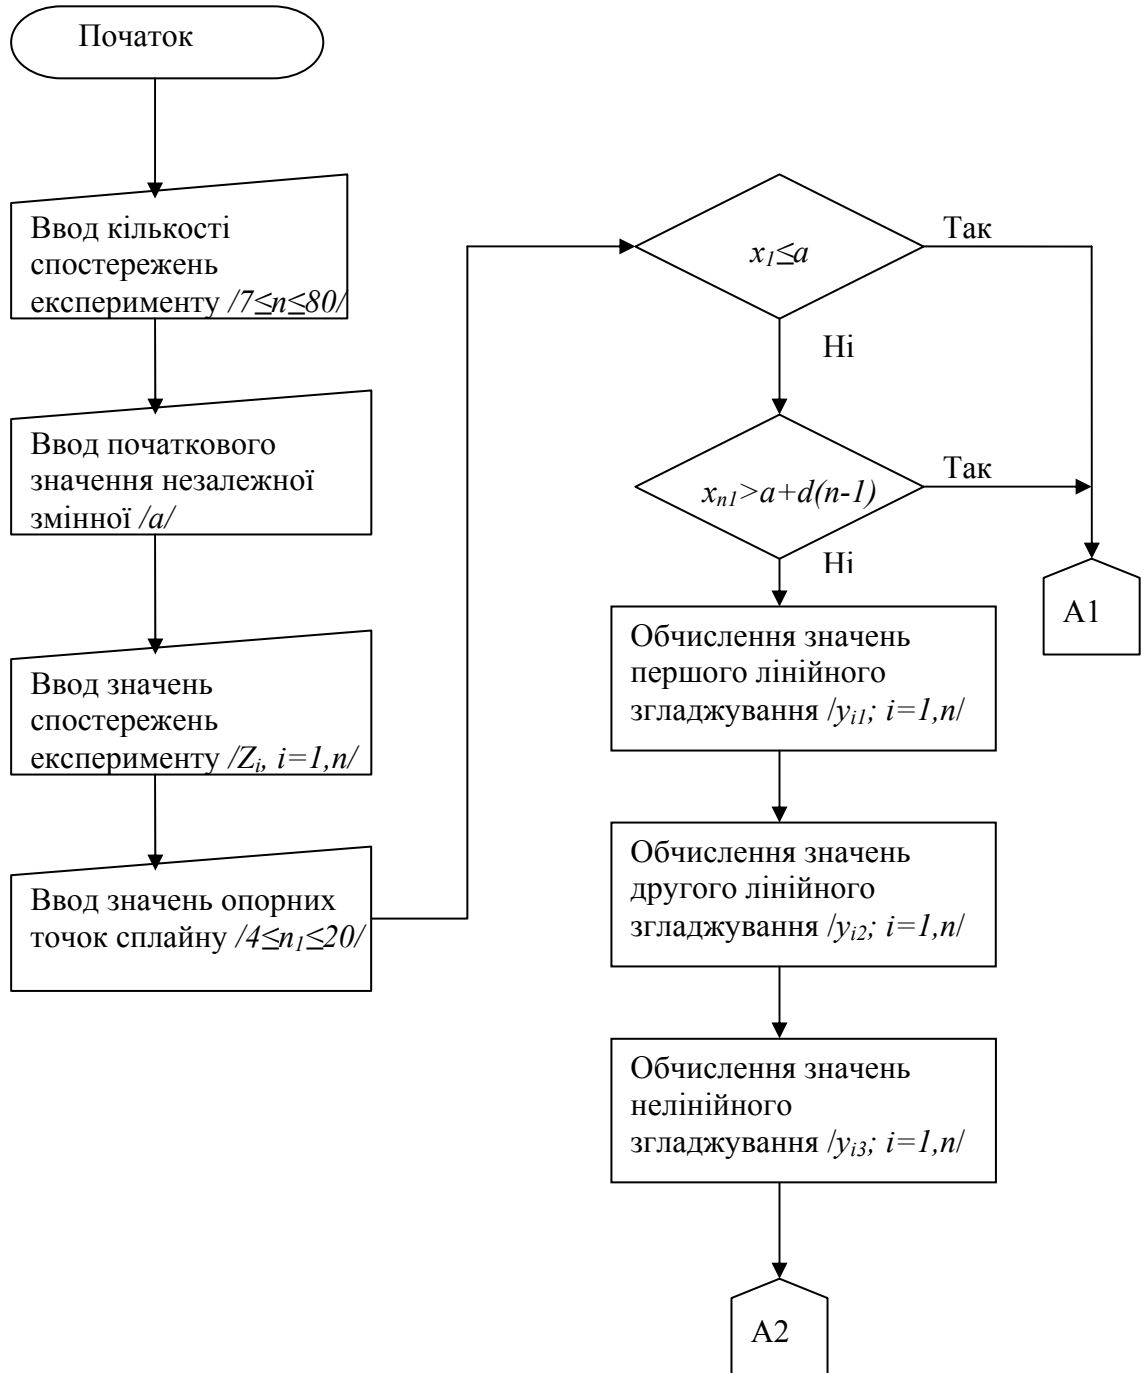 Початок
Ввод кількості
спостережень
експерименту /7≤n≤80/
Ввод початкового
значення незалежної
змінної /a/
Ввод значень
спостережень
експерименту /Zi, i=1,n/
Ввод значень опорних
точок сплайну /4≤n1≤20/
x1≤a
Так
Ні
xn1>a+d(n-1)
Так
Ні
А1
Обчислення значень
першого лінійного
згладжування /yi1; i=1,n/
Обчислення значень
другого лінійного
згладжування /yi2; i=1,n/
Обчислення значень
нелінійного
згладжування /yi3; i=1,n/
А2